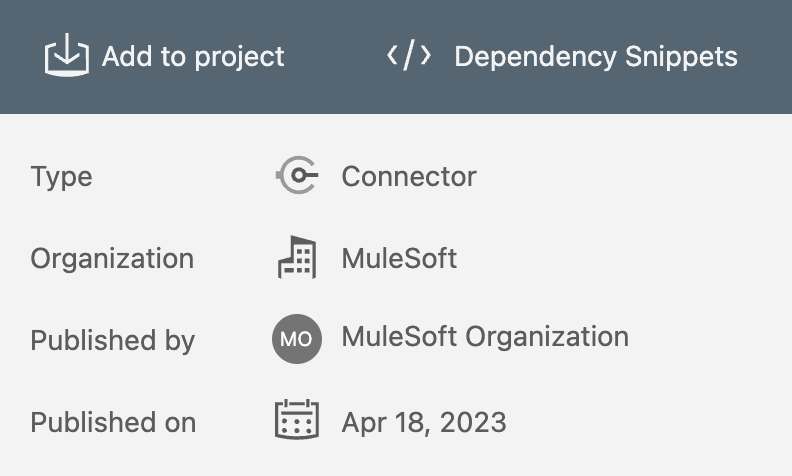 Add to project </> Dependency Snippets
Type Connector
Organization MuleSoft
Published by MO MuleSoft Organization
Published on Apr 18, 2023